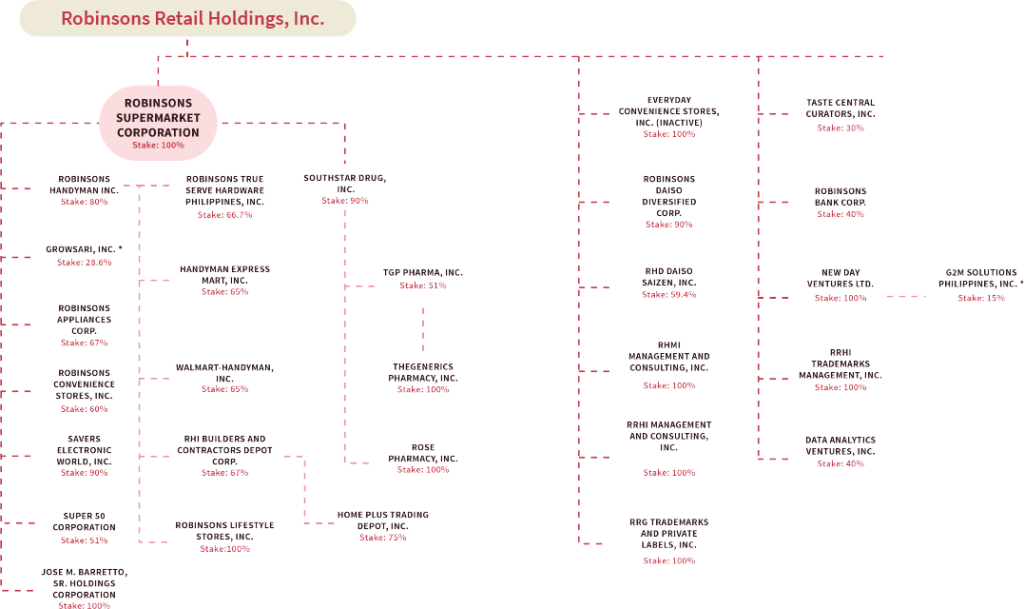 Robinsons Retail Holdings, Inc.
ROBINSONS
SUPERMARKET
CORPORATION
Stake: 100%
ROBINSONS
HANDYMAN INC.
Stake: 80%
GROWSARI, INC. *
Stake: 28.6%
ROBINSONS
APPLIANCES
CORP.
Stake: 67%
ROBINSONS
CONVENIENCE
STORES, INC.
Stake: 60%
SAVERS
ELECTRONIC
WORLD, INC.
Stake: 90%
SUPER 50
CORPORATION
Stake: 51%
JOSE M. BARRETTO,
SR. HOLDINGS
CORPORATION
Stake: 100%
ROBINSONS TRUE
SERVE HARDWARE
PHILIPPINES, INC.
Stake: 66.7%
HANDYMAN EXPRESS
MART, INC.
Stake: 65%
WALMART-HANDYMAN,
INC.
Stake: 65%
RHI BUILDERS AND
CONTRACTORS DEPOT
CORP.
Stake: 67%
ROBINSONS LIFESTYLE
STORES, INC.
Stake:100%
HOME PLUS TRADING
DEPOT, INC.
Stake: 75%
SOUTHSTAR DRUG,
INC.
Stake: 90%
TGP PHARMA, INC.
Stake: 51%
THEGENERICS
PHARMACY, INC.
Stake: 100%
ROSE
PHARMACY, INC.
Stake: 100%
EVERYDAY
CONVENIENCE STORES,
INC. (INACTIVE)
Stake: 100%
ROBINSONS
DAISO
DIVERSIFIED
CORP.
Stake: 90%
RHD DAISO
SAIZEN, INC.
Stake: 59.4%
RHMI
MANAGEMENT AND
CONSULTING, INC.
Stake: 100%
RRHI MANAGEMENT
AND CONSULTING,
INC.
Stake: 100%
RRG TRADEMARKS
AND PRIVATE
LABELS, INC.
Stake: 100%
TASTE CENTRAL
CURATORS, INC.
Stake: 30%
ROBINSONS
BANK CORP.
Stake: 40%
NEW DAY
VENTURES LTD.
Stake: 100%
G2M SOLUTIONS
PHILIPPINES, INC. *
Stake: 15%
RRHI
TRADEMARKS
MANAGEMENT, INC.
Stake: 100%
DATA ANALYTICS
VENTURES, INC.
Stake: 40%